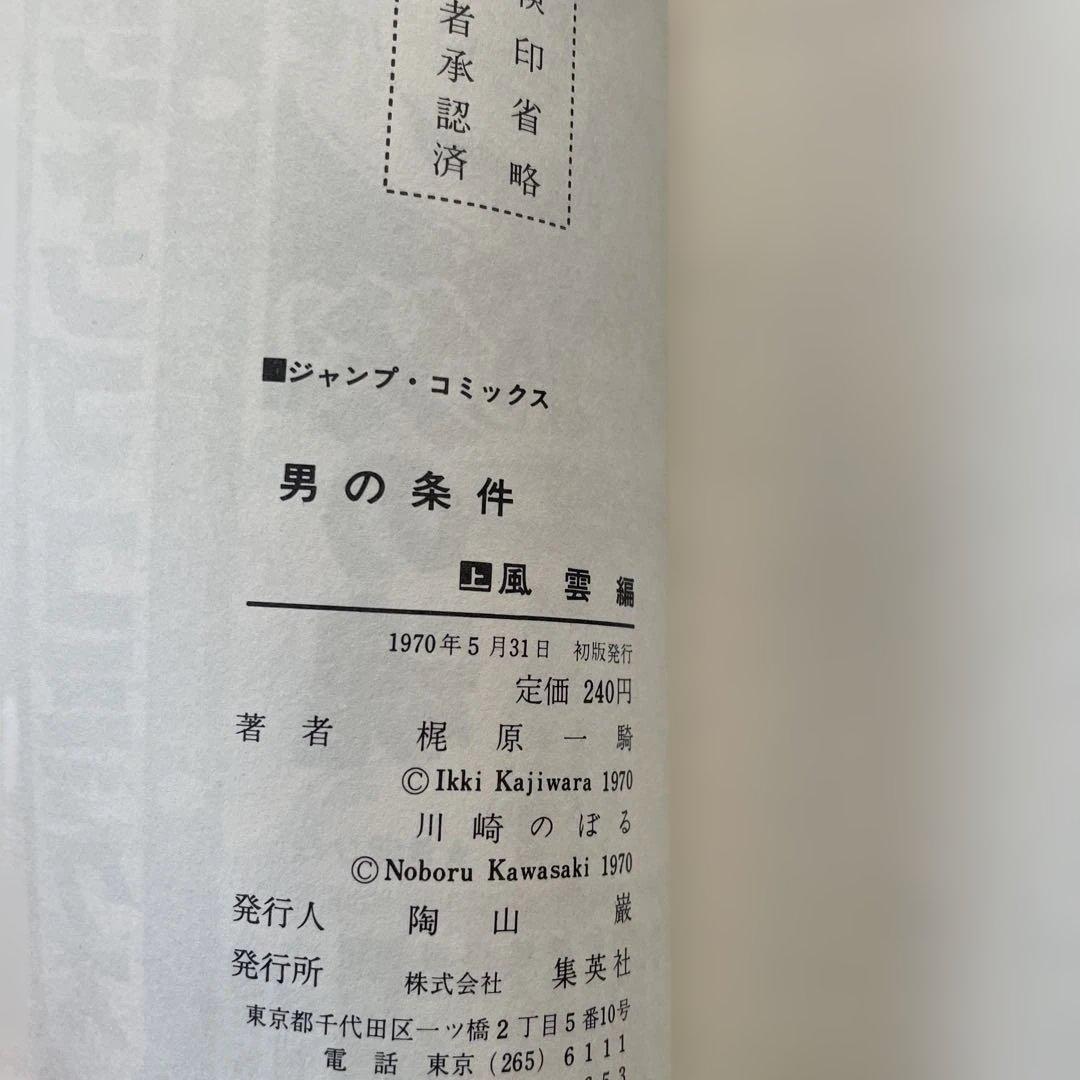 印省略
者承認済
ジャンプ・コミックス
男の条件
上風雲編
1970年5月31日 初版発行
定価 240円
著者 梶原一騎
©Ikki Kajiwara 1970
川崎のぼる
©Noboru Kawasaki 1970
発行人 陶山 巌
発行所 株式会社 集英社
東京都千代田区一ツ橋2丁目5番10号
電話 東京(265)6111